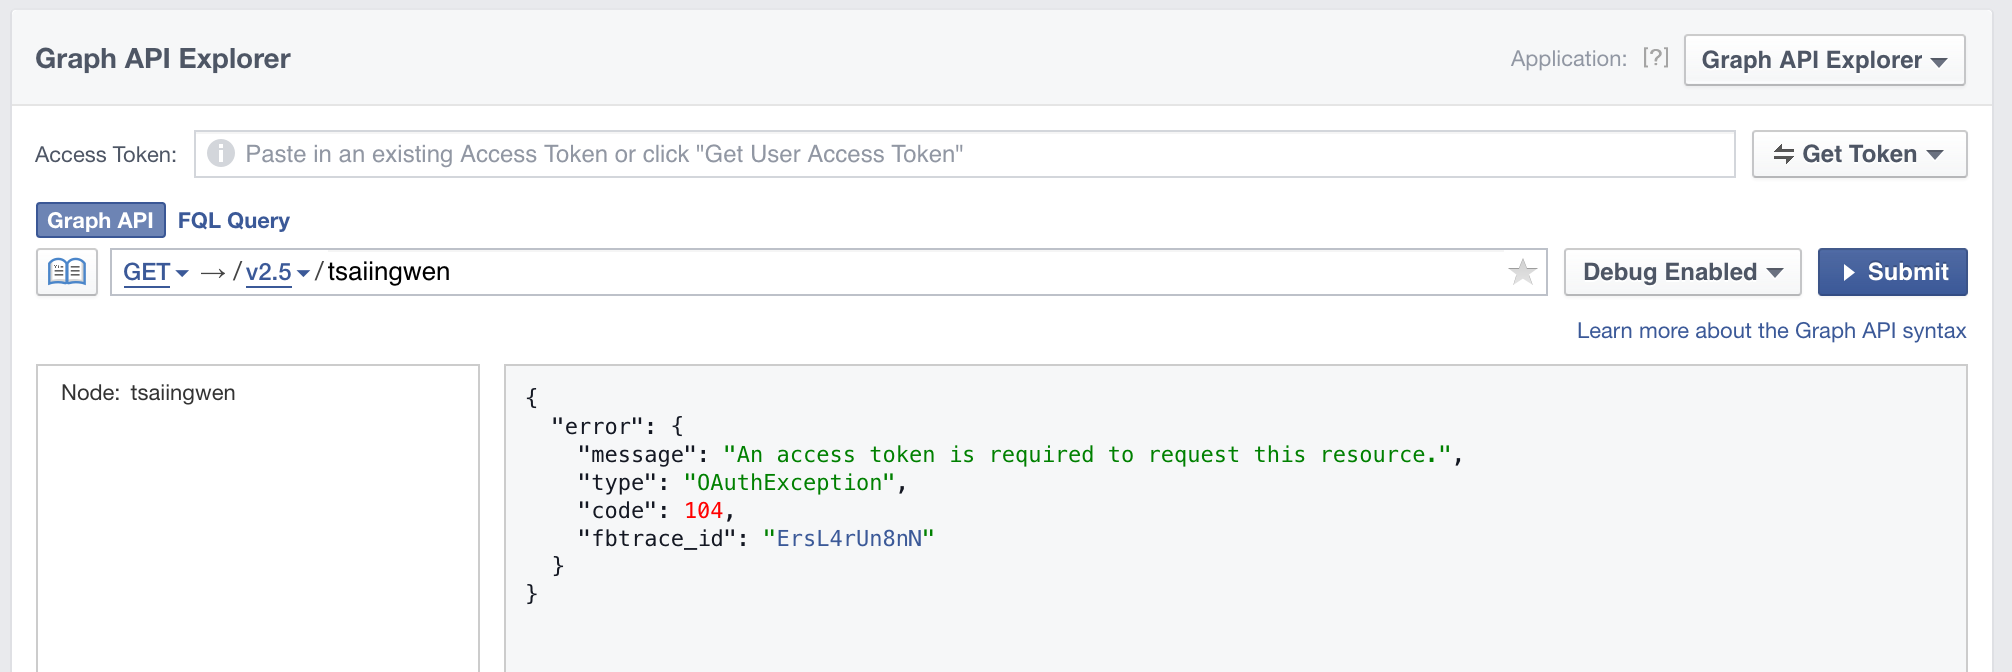 Graph API Explorer
Application: [?] Graph API Explorer
Access Token: Paste in an existing Access Token or click "Get User Access Token" Get Token
Graph API FQL Query
GET → / v2.5 / tsaiingwen Debug Enabled Submit
Learn more about the Graph API syntax
Node: tsaiingwen
{
"error": {
"message": "An access token is required to request this resource.",
"type": "OAuthException",
"code": 104,
"fbtrace_id": "ErsL4rUn8nN"
}
}